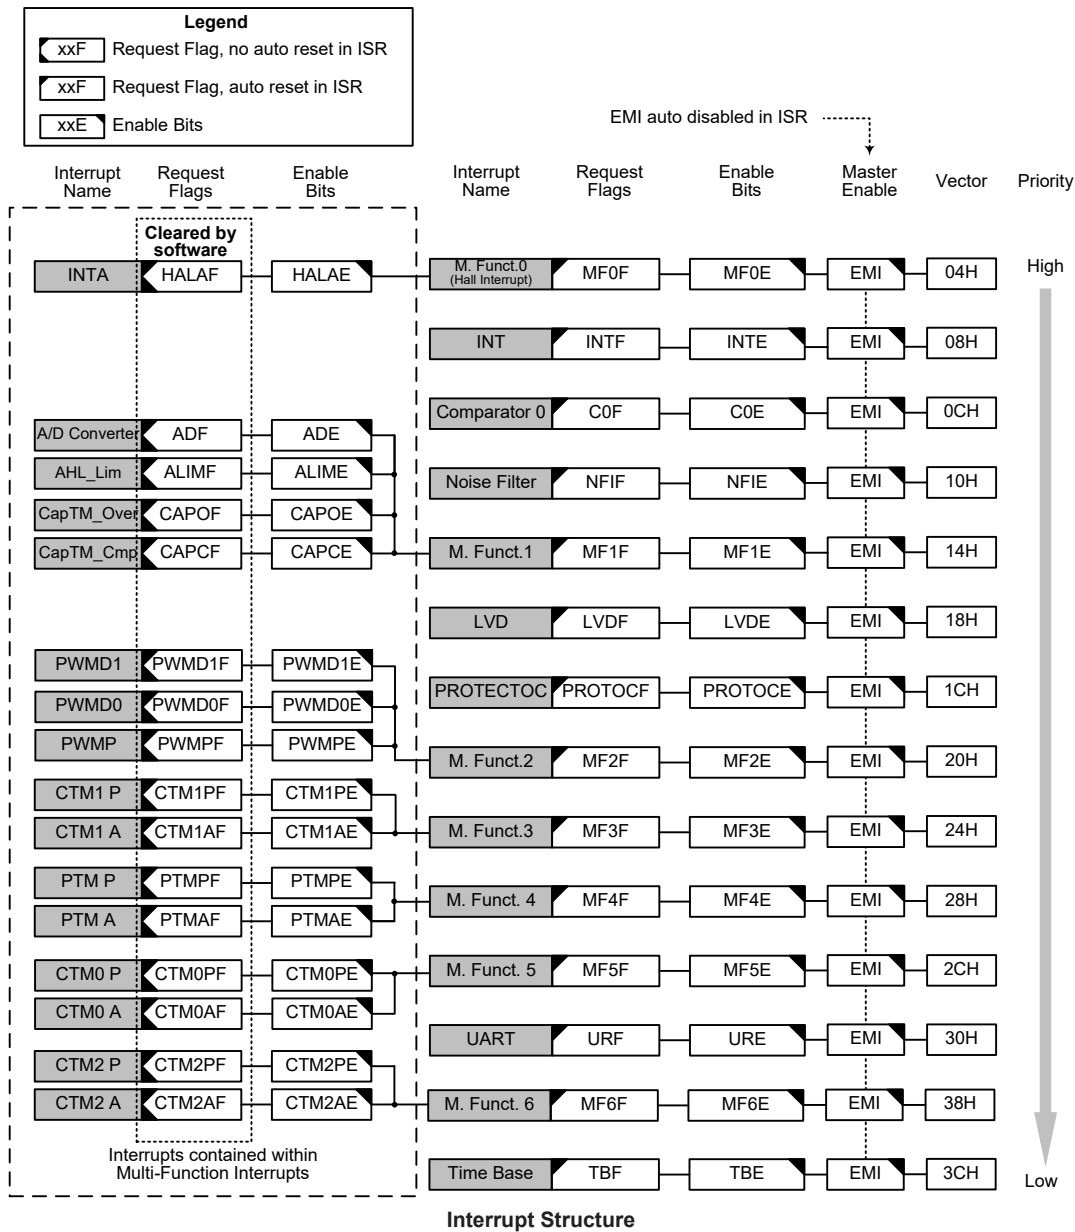 Legend
xxF Request Flag, no auto reset in ISR
xxF Request Flag, auto reset in ISR
xxE Enable Bits
EMI auto disabled in ISR
Interrupt Name Request Flags Enable Bits Interrupt Name Request Flags Enable Bits Master Enable Vector Priority
Cleared by
software
INTA HALAF HALAE M. Funct.0 (Hall Interrupt) MF0F MF0E EMI 04H High
INT INTF INTE EMI 08H
Comparator 0 C0F C0E EMI 0CH
A/D Converter ADF ADE
AHL_Lim ALIMF ALIME Noise Filter NFIF NFIE EMI 10H
CapTM_Over CAPOF CAPOE
CapTM_Cmp CAPCF CAPCE M. Funct.1 MF1F MF1E EMI 14H
LVD LVDF LVDE EMI 18H
PWMD1 PWMD1F PWMD1E
PROTECTOC PROTOCF PROTOCE EMI 1CH
PWMD0 PWMD0F PWMD0E
PWMP PWMPF PWMPE M. Funct.2 MF2F MF2E EMI 20H
CTM1 P CTM1PF CTM1PE
CTM1 A CTM1AF CTM1AE M. Funct.3 MF3F MF3E EMI 24H
PTM P PTMPF PTMPE
M. Funct. 4 MF4F MF4E EMI 28H
PTM A PTMAF PTMAE
CTM0 P CTM0PF CTM0PE M. Funct. 5 MF5F MF5E EMI 2CH
CTM0 A CTM0AF CTM0AE
UART URF URE EMI 30H
CTM2 P CTM2PF CTM2PE
CTM2 A CTM2AF CTM2AE M. Funct. 6 MF6F MF6E EMI 38H
Interrupts contained within
Multi-Function Interrupts
Time Base TBF TBE EMI 3CH Low
Interrupt Structure